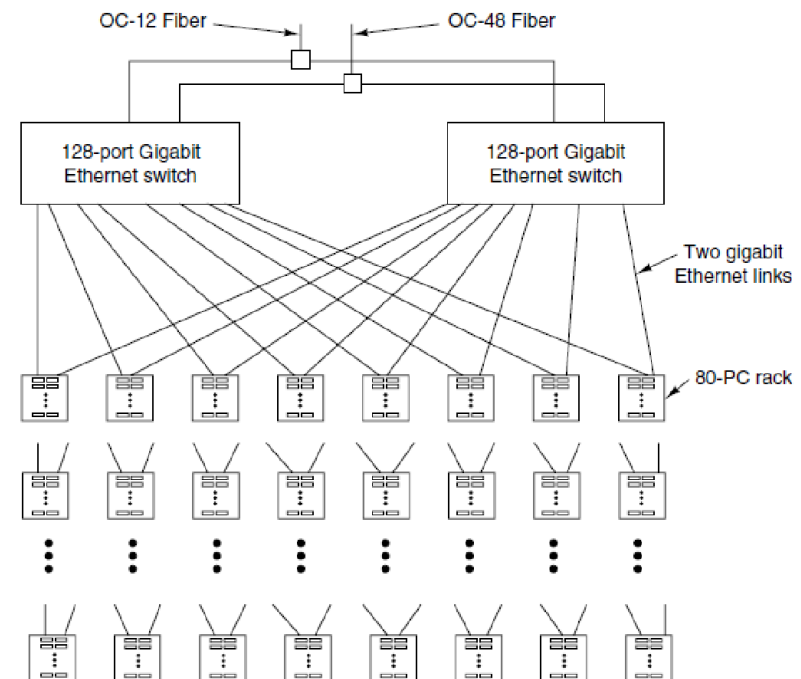 OC-12 Fiber
OC-48 Fiber
128-port Gigabit
Ethernet switch
128-port Gigabit
Ethernet switch
Two gigabit
Ethernet links
80-PC rack